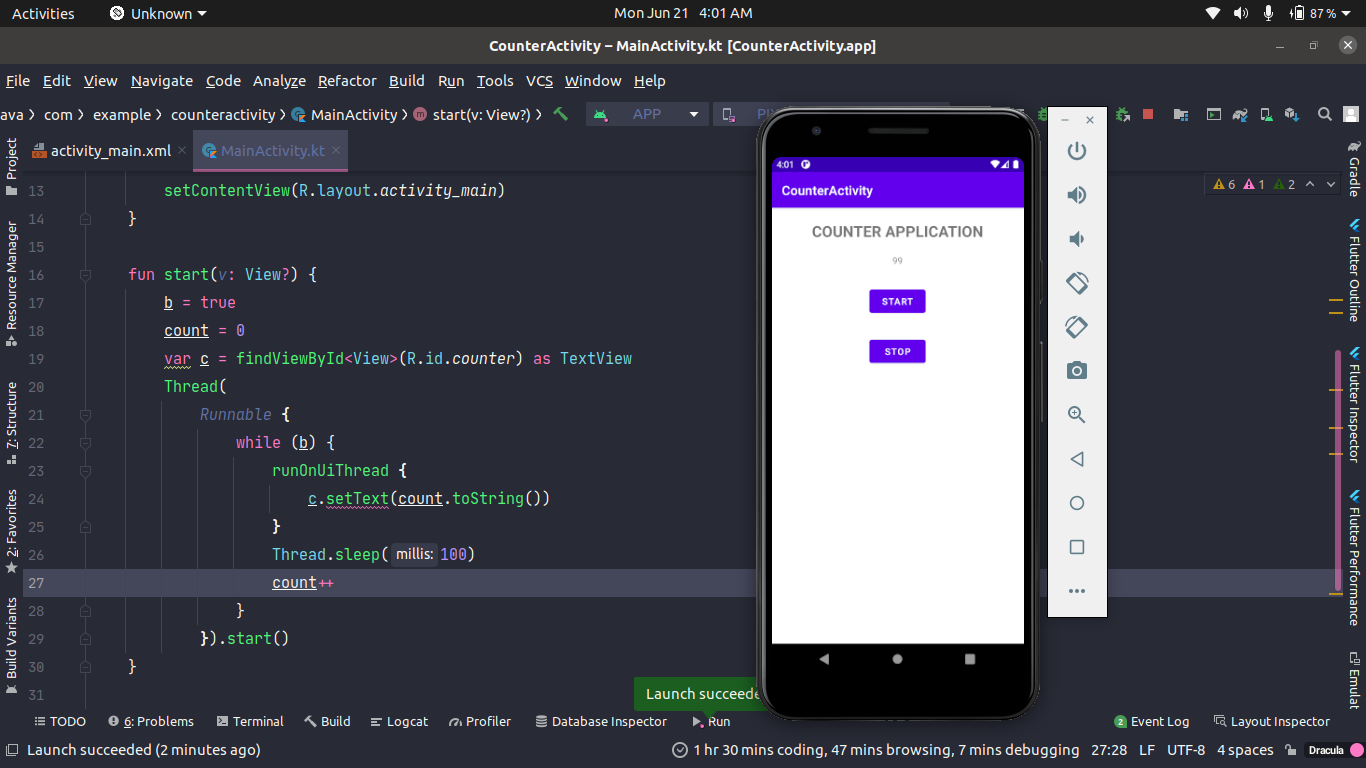 Activities Unknown Mon Jun 21 4:01 AM 87 %
CounterActivity – MainActivity.kt [CounterActivity.app]
File Edit View Navigate Code Analyze Refactor Build Run Tools VCS Window Help
ava com example counteractivity MainActivity start(v: View?) APP
activity_main.xml MainActivity.kt
6 1 2
13 setContentView(R.layout.activity_main)
14 }
15
16 fun start(v: View?) {
17 b = true
18 count = 0
19 var c = findViewById<View>(R.id.counter) as TextView
20 Thread(
21 Runnable {
22 while (b) {
23 runOnUiThread {
24 c.setText(count.toString())
25 }
26 Thread.sleep( millis: 100)
27 count++
28 }
29 }).start()
30 }
31
Project
Resource Manager
7: Structure
2: Favorites
Build Variants
4:01
CounterActivity
COUNTER APPLICATION
99
START
STOP
Gradle
Flutter Outline
Flutter Inspector
Flutter Performance
Emulat
Launch succeede
TODO 6: Problems Terminal Build Logcat Profiler Database Inspector Run 2 Event Log Layout Inspector
Launch succeeded (2 minutes ago) 1 hr 30 mins coding, 47 mins browsing, 7 mins debugging 27:28 LF UTF-8 4 spaces Dracula